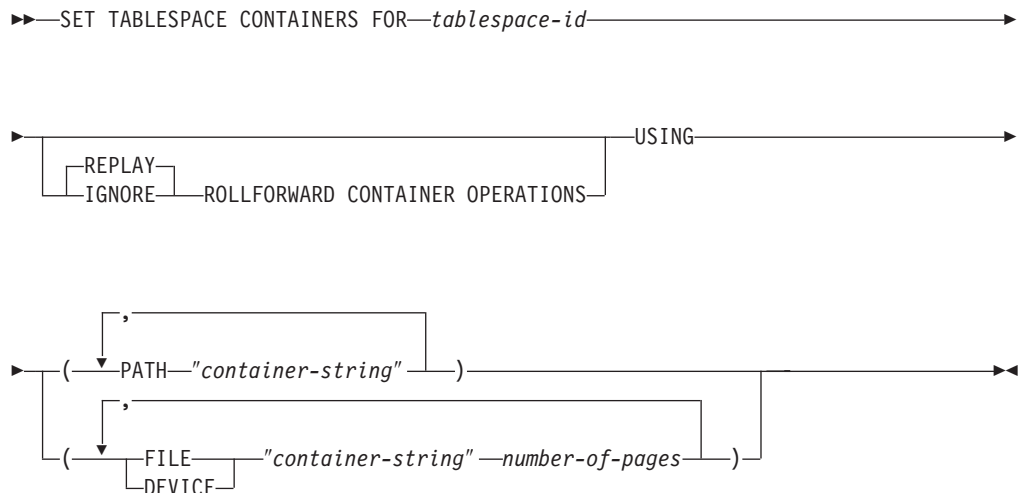 SET TABLESPACE CONTAINERS FOR tablespace-id
USING
REPLAY
IGNORE ROLLFORWARD CONTAINER OPERATIONS
,
( PATH "container-string" )
,
( FILE "container-string" number-of-pages )
DEVICE